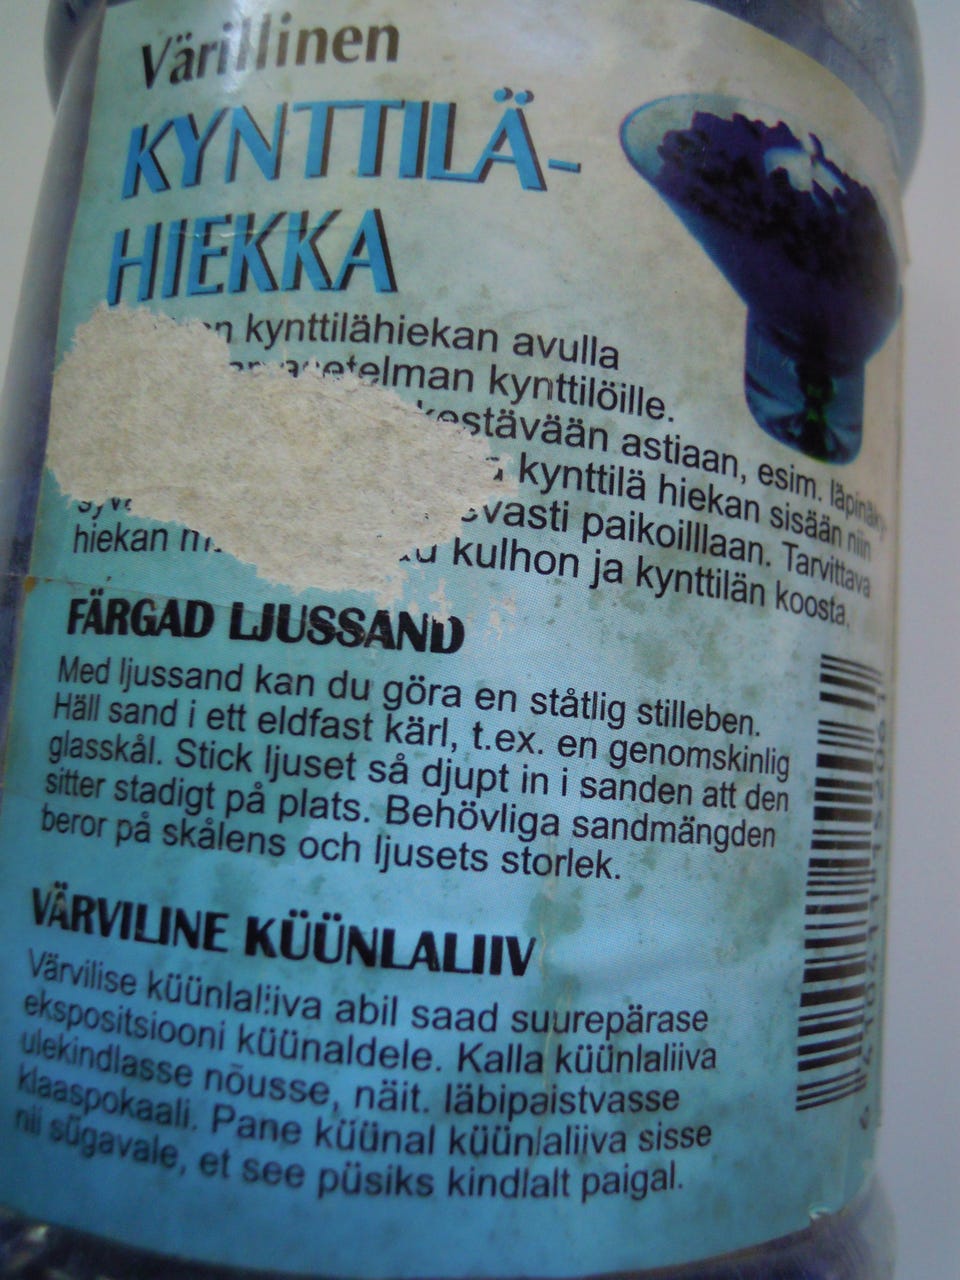 Värillinen
KYNTTILÄ-
HIEKKA
kynttilähiekan avulla
kynttilöille.
astiaan, esim.
kynttilä hiekan sisään niin
paikoilllaan. Tarvittava
hiekan kulhon ja kynttilän koosta.
FÄRGAD LJUSSAND
Med ljussand kan du göra en ståtlig stilleben.
Häll sand i ett eldfast kärl, t.ex. en genomskinlig
glasskål. Stick ljuset så djupt in i sanden att den
sitter stadigt på plats. Behövliga sandmängden
beror på skålens och ljusets storlek.
VÄRVILINE KÜÜNLALIIV
Värvilise küünlaliiva abil saad suurepärase
ekspositsiooni küünaldele. Kalla küünlaliiva
ulekindlasse nõusse, näit. läbipaistvasse
klaaspokaali. Pane küünal küünlaliiva sisse
nii sügavale, et see püsiks kindlalt paigal.